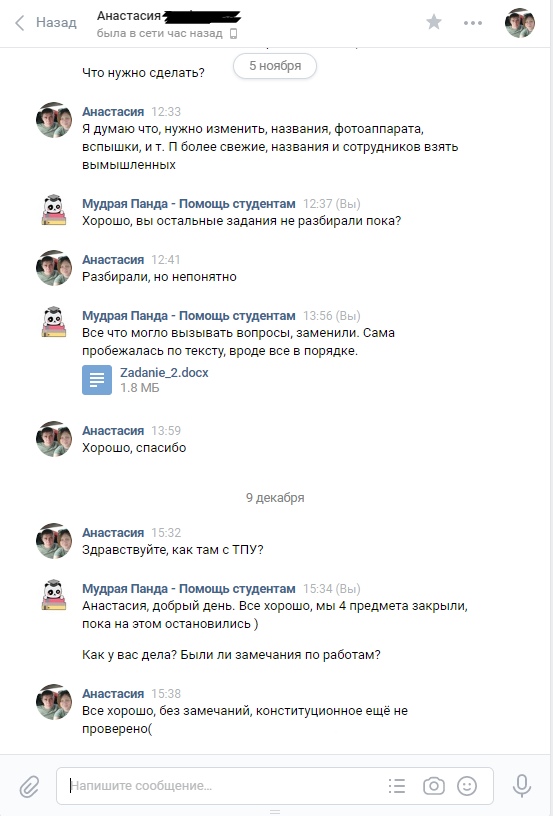 Назад
Анастасия
была в сети час назад
Что нужно сделать?
5 ноября
Анастасия 12:33
Я думаю что, нужно изменить, названия, фотоаппарата,
вспышки, и т. П более свежие, названия и сотрудников взять
вымышленных
Мудрая Панда - Помощь студентам 12:37 (Вы)
Хорошо, вы остальные задания не разбирали пока?
Анастасия 12:41
Разбирали, но непонятно
Мудрая Панда - Помощь студентам 13:56 (Вы)
Все что могло вызывать вопросы, заменили. Сама
пробежалась по тексту, вроде все в порядке.
Zadanie_2.docx
1.8 МБ
Анастасия 13:59
Хорошо, спасибо
9 декабря
Анастасия 15:32
Здравствуйте, как там с ТПУ?
Мудрая Панда - Помощь студентам 15:34 (Вы)
Анастасия, добрый день. Все хорошо, мы 4 предмета закрыли,
пока на этом остановились )
Как у вас дела? Были ли замечания по работам?
Анастасия 15:38
Все хорошо, без замечаний, конституционное ещё не
проверено(
Напишите сообщение...